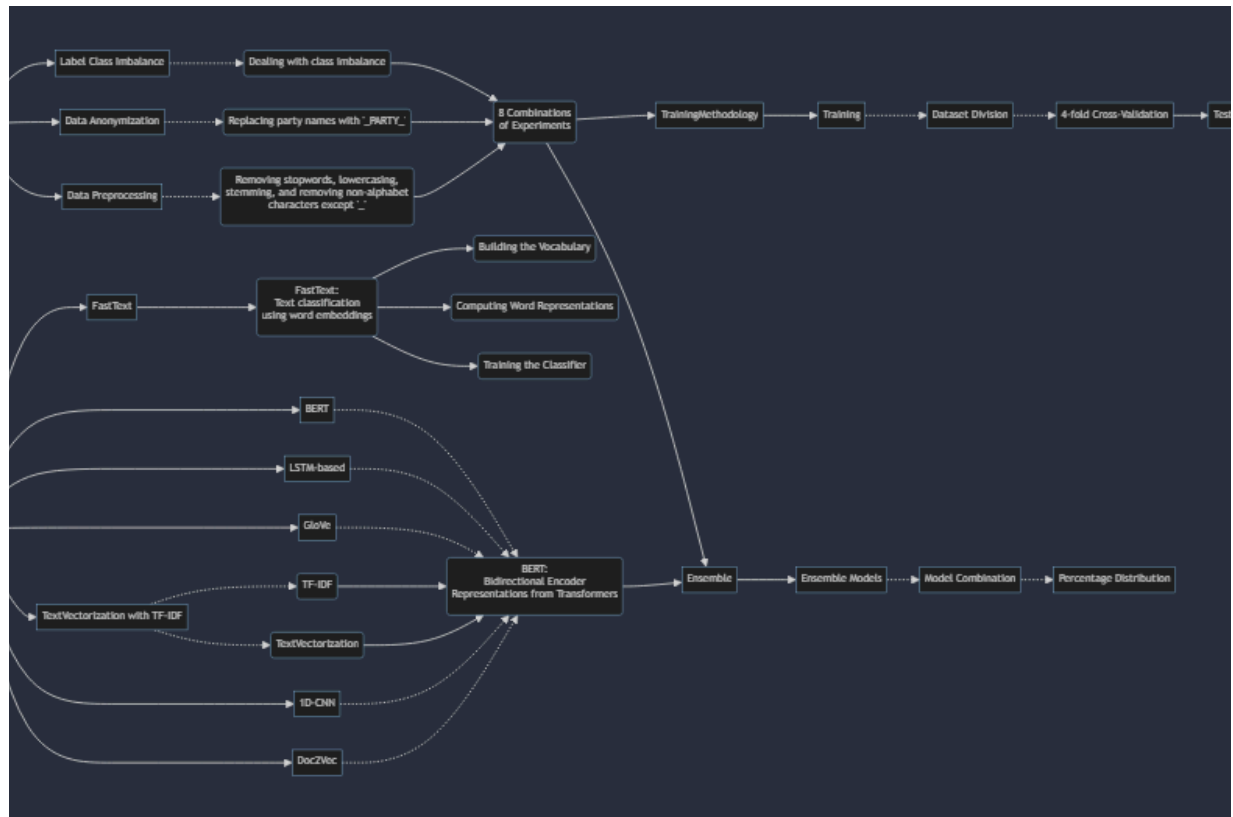 Label Class Imbalance
Dealing with class imbalance
Data Anonymization
Replacing party names with '_PARTY_'
8 Combinations
of Experiments
TrainingMethodology
Training
Dataset Division
4-fold Cross-Validation
Test
Data Preprocessing
Removing stopwords, lowercasing,
stemming, and removing non-alphabet
characters except '_'
Building the Vocabulary
FastText
FastText:
Text classification
using word embeddings
Computing Word Representations
Training the Classifier
BERT
LSTM-based
GloVe
TF-IDF
TextVectorization with TF-IDF
TextVectorization
BERT:
Bidirectional Encoder
Representations from Transformers
Ensemble
Ensemble Models
Model Combination
Percentage Distribution
1D-CNN
Doc2Vec